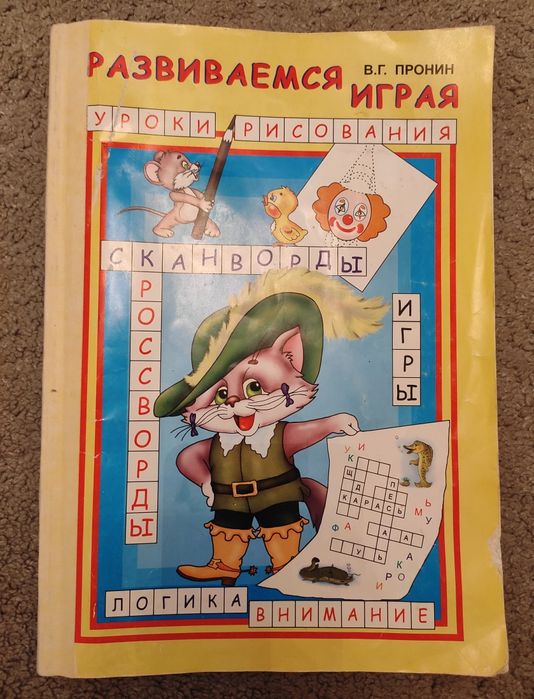 РАЗВИВАЕМСЯ
В.Г. ПРОНИН
ИГРАЯ
УРОКИ РИСОВАНИЯ
СКАНВОРДЫ
КРОССВОРДЫ
ИГРЫ
У И
К
Щ П
Д Е
КАРАСЬ
Ь
М У
Ф А
А А
А
К
У Ь
Р О
И
ЛОГИКА
ВНИМАНИЕ